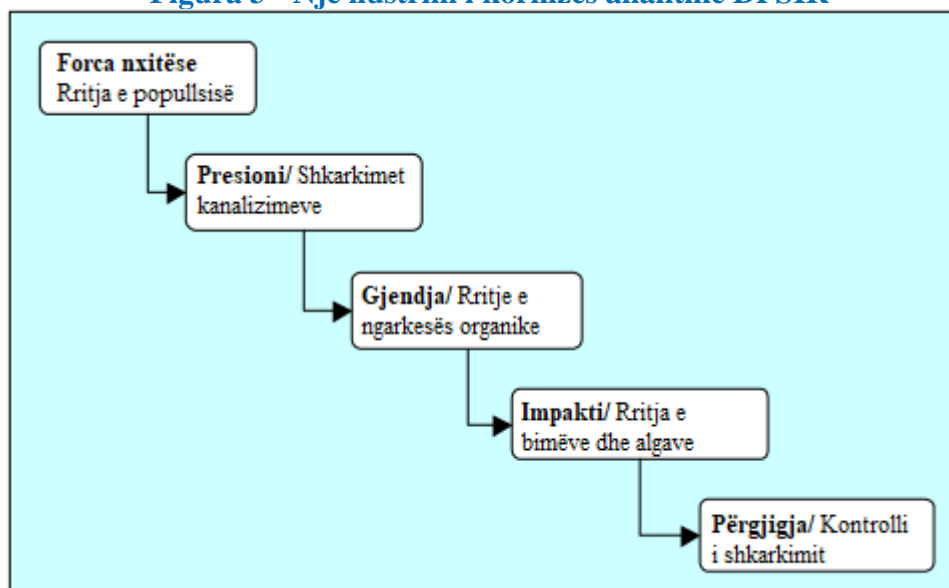 Forca nxitëse
Rritja e popullsisë
Presioni/ Shkarkimet
kanalizimeve
Gjendja/ Rritje e
ngarkesës organike
Impakti/ Rritja e
bimëve dhe algave
Përgjigja/ Kontrolli
i shkarkimit